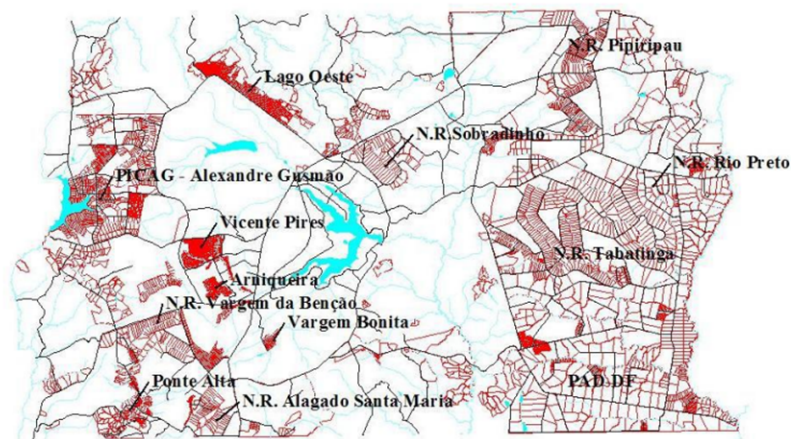 N.R. Pipiripau
Lago Oeste
N.R.Sobradinho
N.R. Rio Preto
PICAG - Alexandre Gusmão
Vicente Pires
N.R. Tabatinga
Arniqueira
N.R. Vargem da Benção
Vargem Bonita
Ponte Alta
PAD-DF
N.R. Alagado Santa Maria